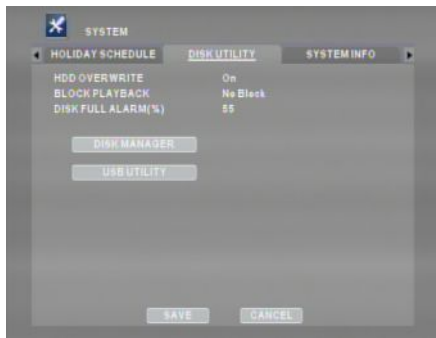 SYSTEM
HOLIDAY SCHEDULE DISK UTILITY SYSTEM INFO
HDD OVERWRITE On
BLOCK PLAYBACK No Block
DISK FULL ALARM(%) 55
DISK MANAGER
USB UTILITY
SAVE CANCEL